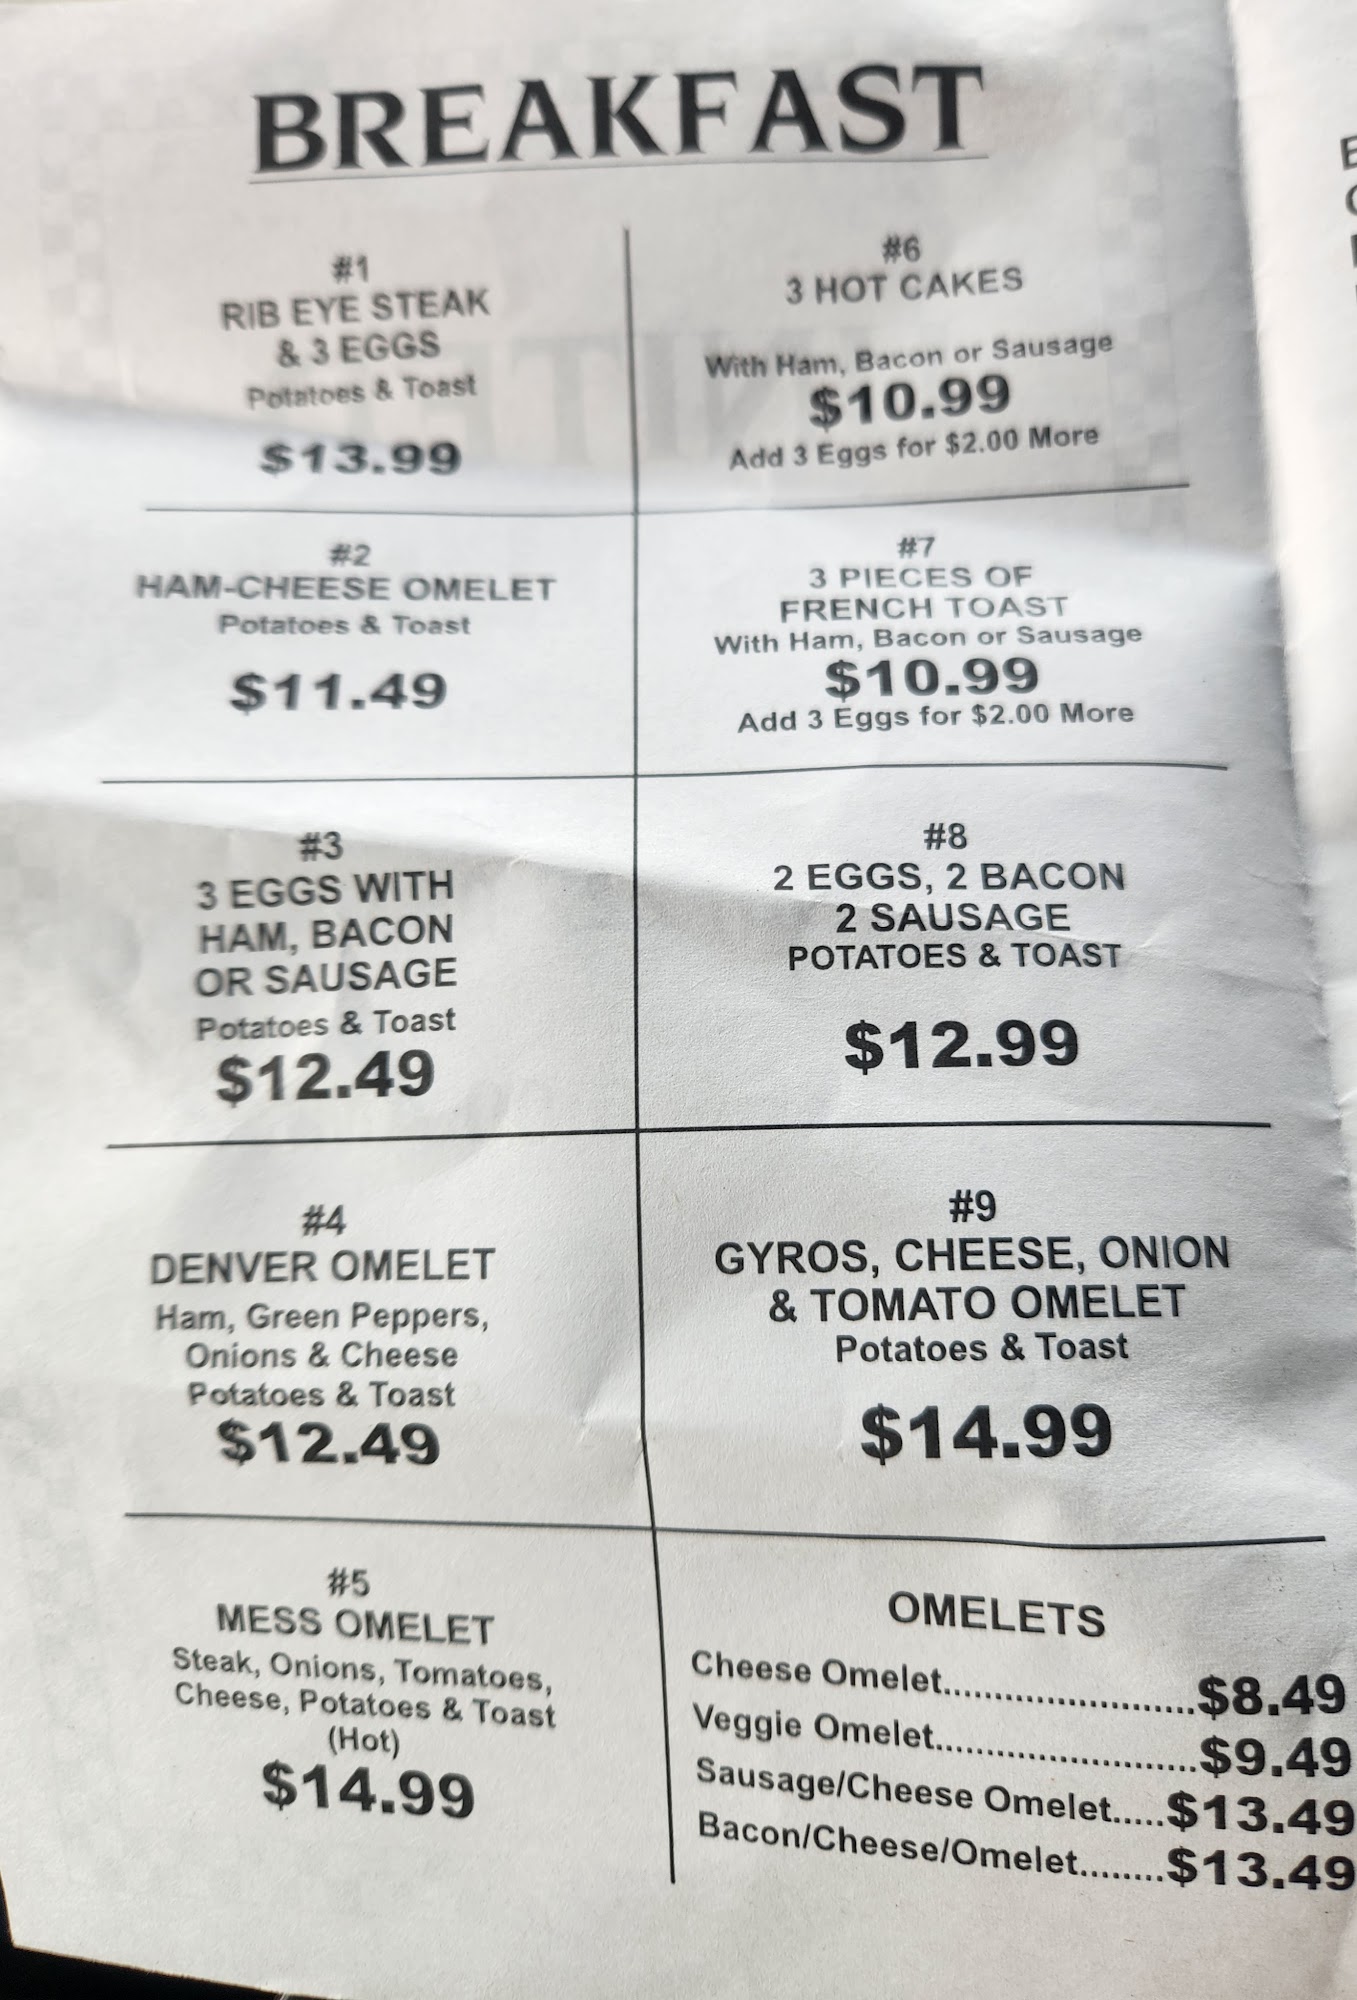 BREAKFAST
#1
RIB EYE STEAK
& 3 EGGS
Potatoes & Toast
$13.99
#2
HAM-CHEESE OMELET
Potatoes & Toast
$11.49
#3
3 EGGS WITH
HAM, BACON
OR SAUSAGE
Potatoes & Toast
$12.49
#4
DENVER OMELET
Ham, Green Peppers,
Onions & Cheese
Potatoes & Toast
$12.49
#5
MESS OMELET
Steak, Onions, Tomatoes,
Cheese, Potatoes & Toast
(Hot)
$14.99
#6
3 HOT CAKES
With Ham, Bacon or Sausage
$10.99
Add 3 Eggs for $2.00 More
#7
3 PIECES OF
FRENCH TOAST
With Ham, Bacon or Sausage
$10.99
Add 3 Eggs for $2.00 More
#8
2 EGGS, 2 BACON
2 SAUSAGE
POTATOES & TOAST
$12.99
#9
GYROS, CHEESE, ONION
& TOMATO OMELET
Potatoes & Toast
$14.99
OMELETS
Cheese Omelet........................$8.49
Veggie Omelet.........................$9.49
Sausage/Cheese Omelet.....$13.49
Bacon/Cheese/Omelet........$13.49